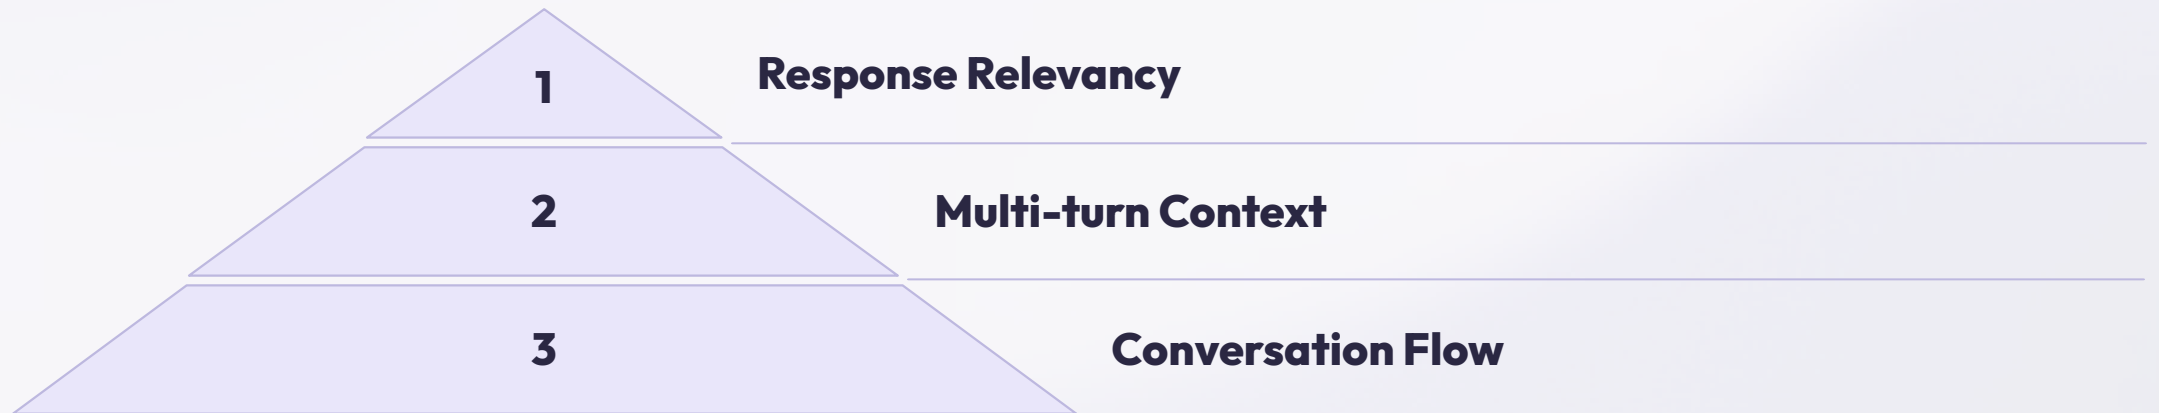 1
Response Relevancy
2
Multi-turn Context
3
Conversation Flow